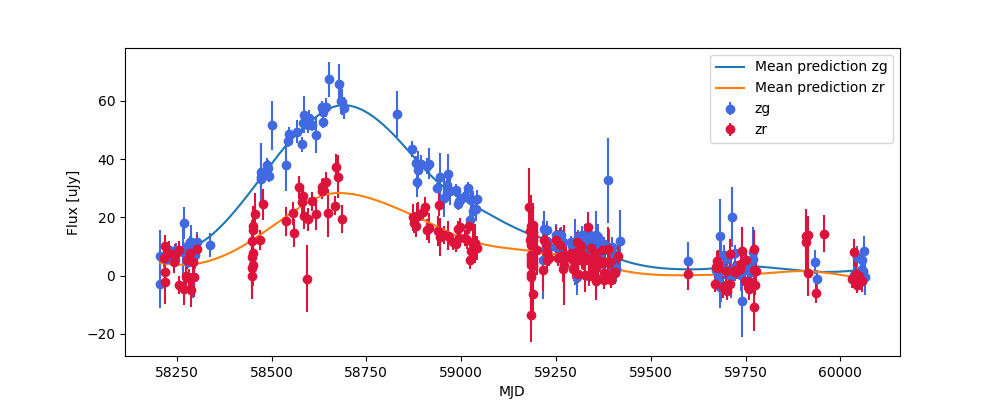 Mean prediction zg
Mean prediction zr
zg
zr
Flux [uJy]
60
40
20
0
−20
58250 58500 58750 59000 59250 59500 59750 60000
MJD